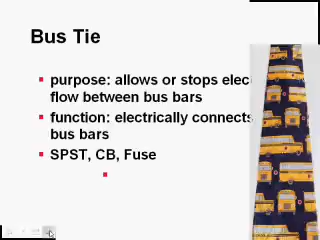 Bus Tie
purpose: allows or stops elec
flow between bus bars
function: electrically connects
bus bars
SPST, CB, Fuse